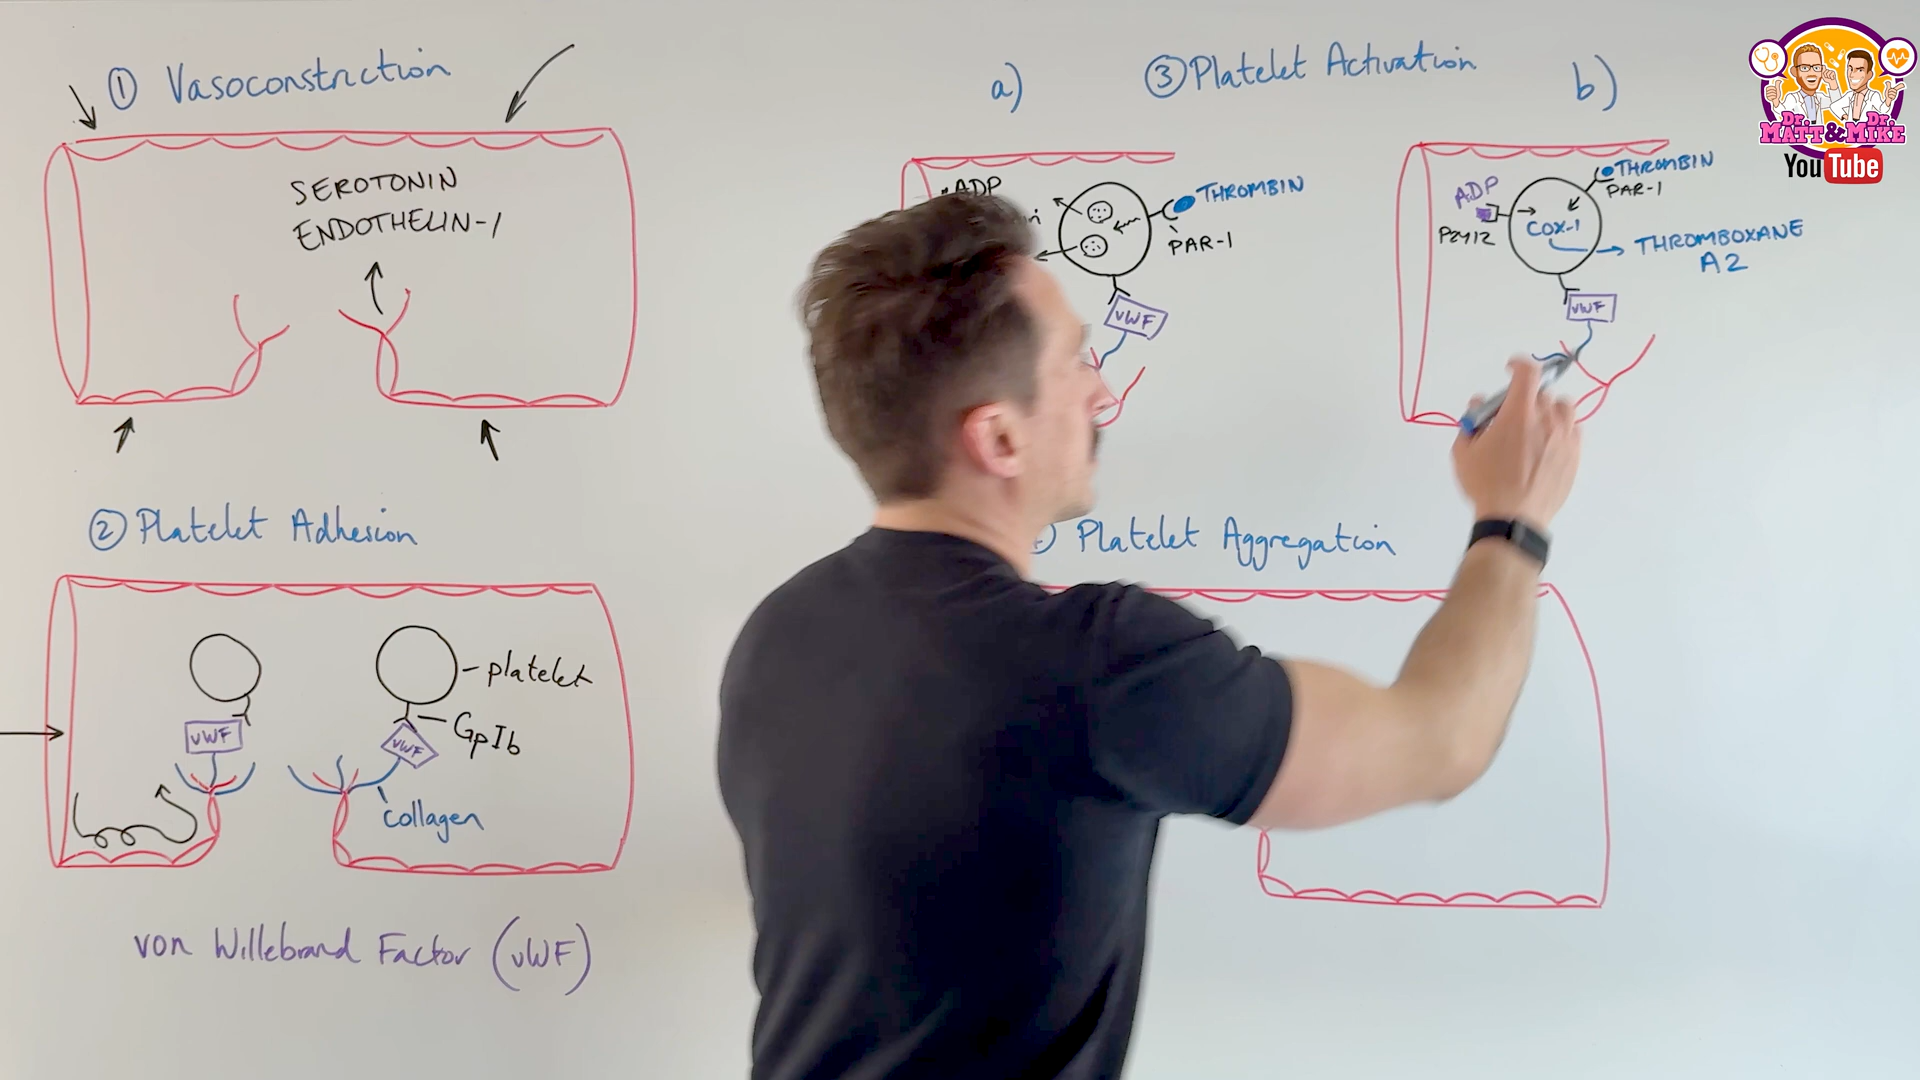 ① Vasoconstriction
SEROTONIN
ENDOTHELIN-1
② Platelet Adhesion
platelet
GpIb
vWF
vWF
Collagen
von Willebrand Factor (vWF)
③ Platelet Activation
a)
ADP
THROMBIN
PAR-1
vWF
b)
THROMBIN
PAR-1
ADP
P2Y12
COX-1
THROMBOXANE
A2
vWF
Platelet Aggregation
Dr. Dr.
MATT & MIKE
YouTube